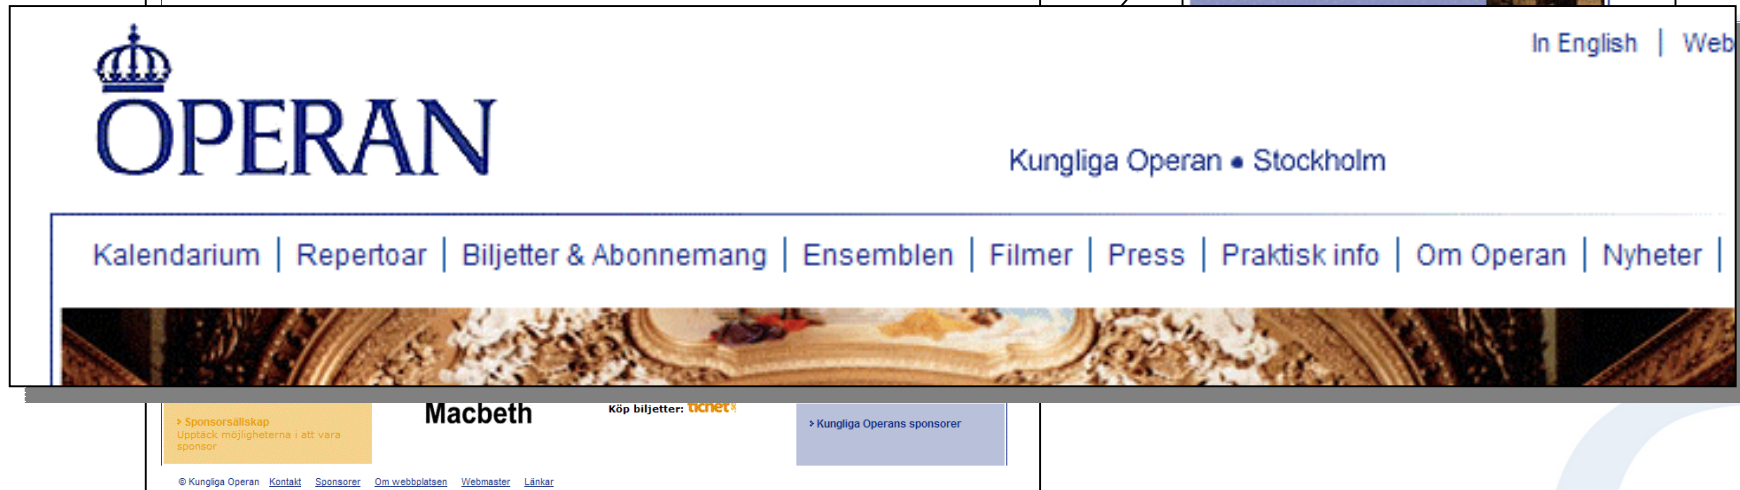 In English | Web
OPERAN
Kungliga Operan • Stockholm
Kalendarium | Repertoar | Biljetter & Abonnemang | Ensemblen | Filmer | Press | Praktisk info | Om Operan | Nyheter |
Macbeth
Köp biljetter: ticnet
> Sponsorsällskap
Upptäck möjligheterna i att vara
sponsor
> Kungliga Operans sponsorer
© Kungliga Operan Kontakt Sponsorer Om webbplatsen Webmaster Länkar